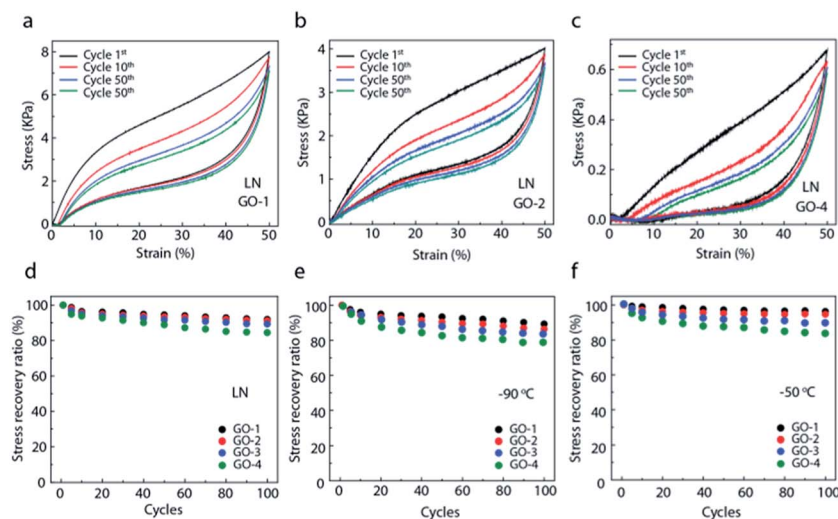 a
b
c
8
6
4
2
0
Stress (KPa)
Cycle 1st
Cycle 10th
Cycle 50th
Cycle 50th
LN
GO-1
0 10 20 30 40 50
Strain (%)
4
3
2
1
0
Stress (KPa)
Cycle 1st
Cycle 10th
Cycle 50th
Cycle 50th
LN
GO-2
0 10 20 30 40 50
Strain (%)
0.6
0.4
0.2
0.0
Stress (KPa)
Cycle 1st
Cycle 10th
Cycle 50th
Cycle 50th
LN
GO-4
0 10 20 30 40 50
Strain (%)
d
e
f
100
80
60
40
20
0
Stress recovery ratio (%)
LN
GO-1
GO-2
GO-3
GO-4
0 20 40 60 80 100
Cycles
100
80
60
40
20
0
Stress recovery ratio (%)
-90 °C
GO-1
GO-2
GO-3
GO-4
0 20 40 60 80 100
Cycles
100
80
60
40
20
0
Stress recovery ratio (%)
-50 °C
GO-1
GO-2
GO-3
GO-4
0 20 40 60 80 100
Cycles